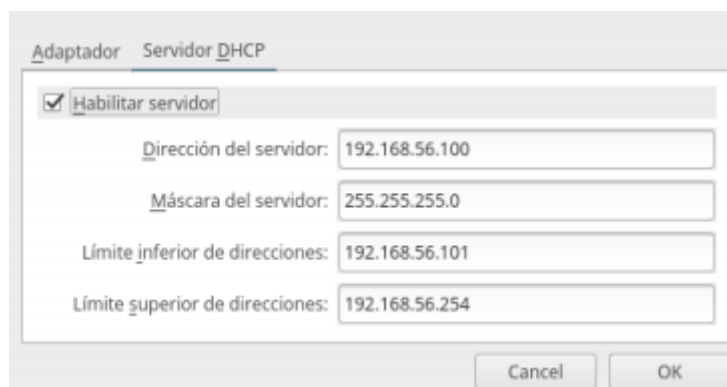 Adaptador Servidor DHCP
Habilitar servidor
Dirección del servidor: 192.168.56.100
Máscara del servidor: 255.255.255.0
Límite inferior de direcciones: 192.168.56.101
Límite superior de direcciones: 192.168.56.254
Cancel OK